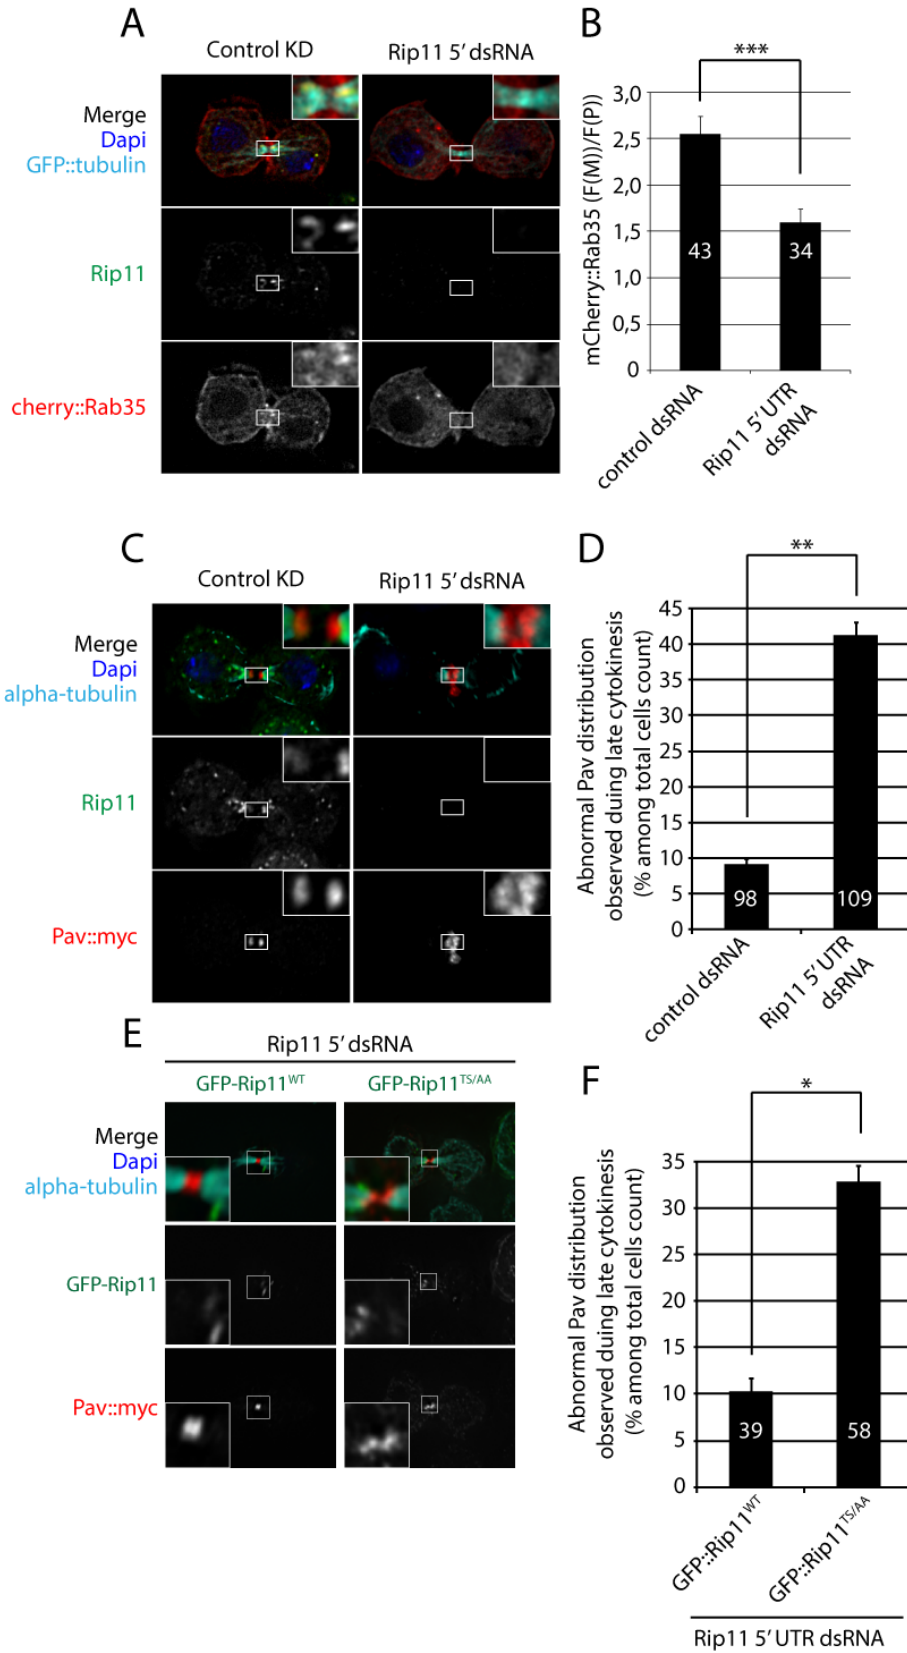 A
Control KD
Rip11 5' dsRNA
Merge
Dapi
GFP::tubulin
Rip11
cherry::Rab35
B
***
mCherry::Rab35 (F(M))/F(P))
3,0
2,5
2,0
1,5
1,0
0,5
0
43
34
control dsRNA
Rip11 5' UTR
dsRNA
C
Control KD
Rip11 5' dsRNA
Merge
Dapi
alpha-tubulin
Rip11
Pav::myc
D
**
Abnormal Pav distribution
observed duing late cytokinesis
(% among total cells count)
45
40
35
30
25
20
15
10
5
0
98
109
control dsRNA
Rip11 5' UTR
dsRNA
E
Rip11 5' dsRNA
GFP-Rip11WT
GFP-Rip11TS/AA
Merge
Dapi
alpha-tubulin
GFP-Rip11
Pav::myc
F
*
Abnormal Pav distribution
observed duing late cytokinesis
(% among total cells count)
35
30
25
20
15
10
5
0
39
58
GFP::Rip11WT
GFP::Rip11TS/AA
Rip11 5' UTR dsRNA